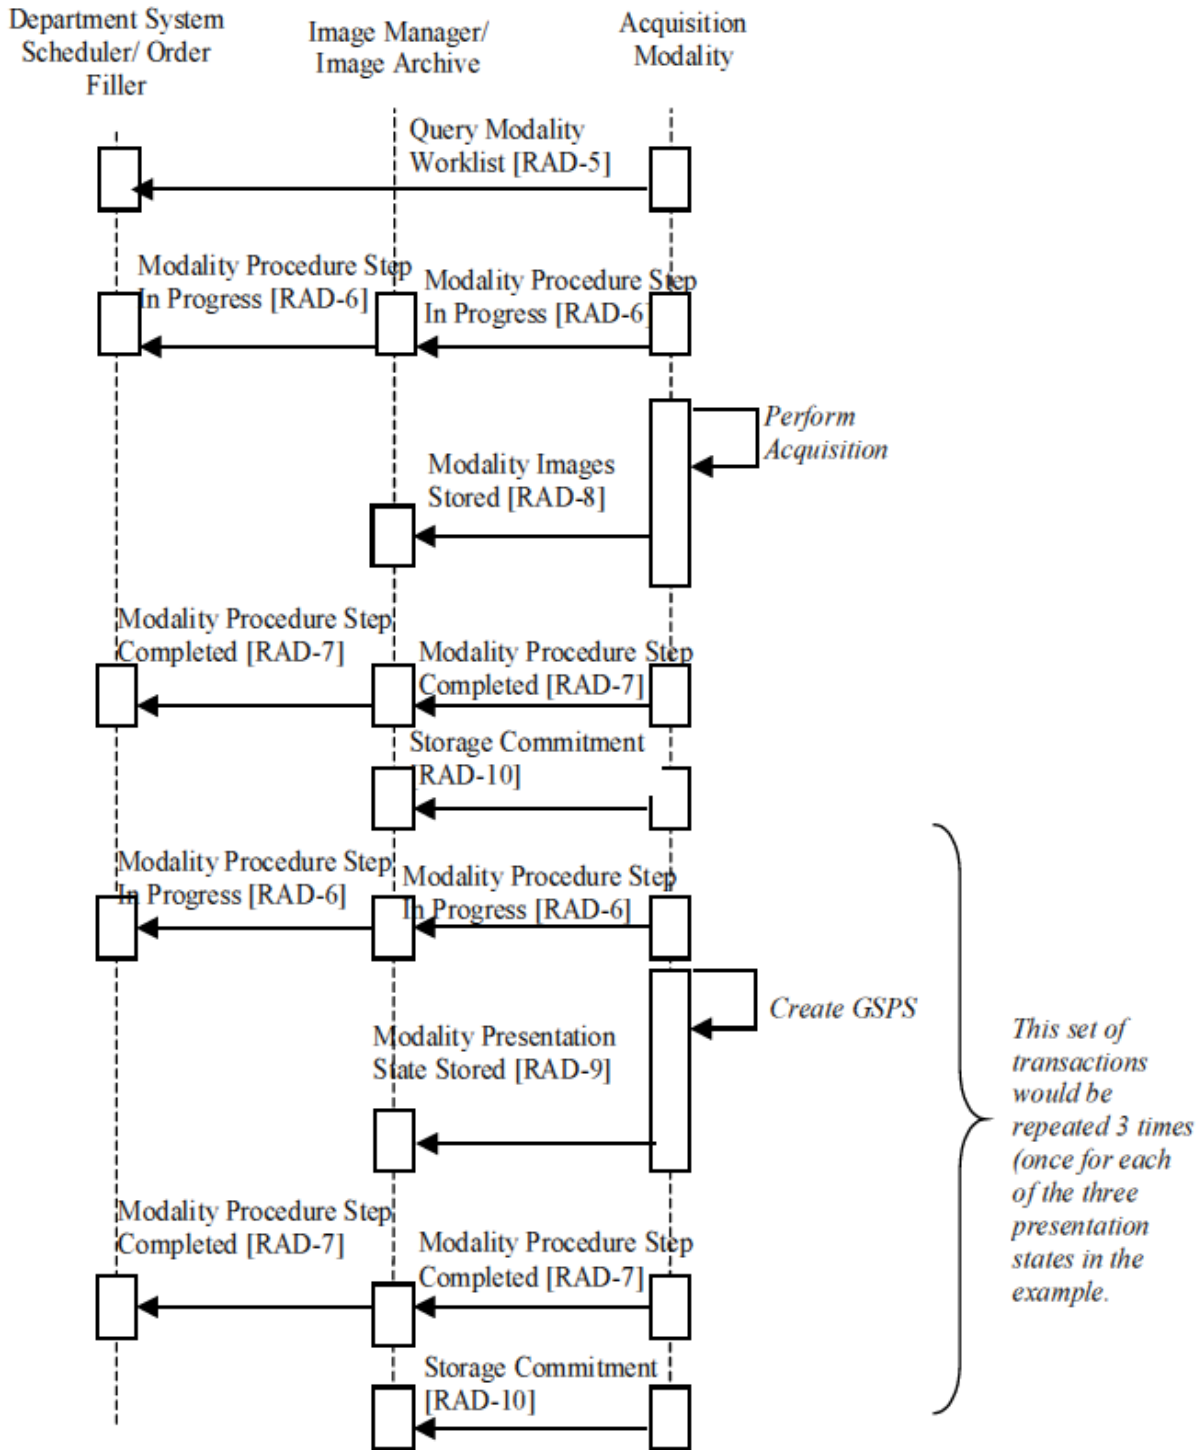 Department System
Scheduler/ Order
Filler
Image Manager/
Image Archive
Acquisition
Modality
Query Modality
Worklist [RAD-5]
Modality Procedure Step
In Progress [RAD-6]
Modality Procedure Step
In Progress [RAD-6]
Perform
Acquisition
Modality Images
Stored [RAD-8]
Modality Procedure Step
Completed [RAD-7]
Modality Procedure Step
Completed [RAD-7]
Storage Commitment
[RAD-10]
Modality Procedure Step
In Progress [RAD-6]
Modality Procedure Step
In Progress [RAD-6]
Create GSPS
Modality Presentation
State Stored [RAD-9]
This set of
transactions
would be
repeated 3 times
(once for each
of the three
presentation
states in the
example.
Modality Procedure Step
Completed [RAD-7]
Modality Procedure Step
Completed [RAD-7]
Storage Commitment
[RAD-10]